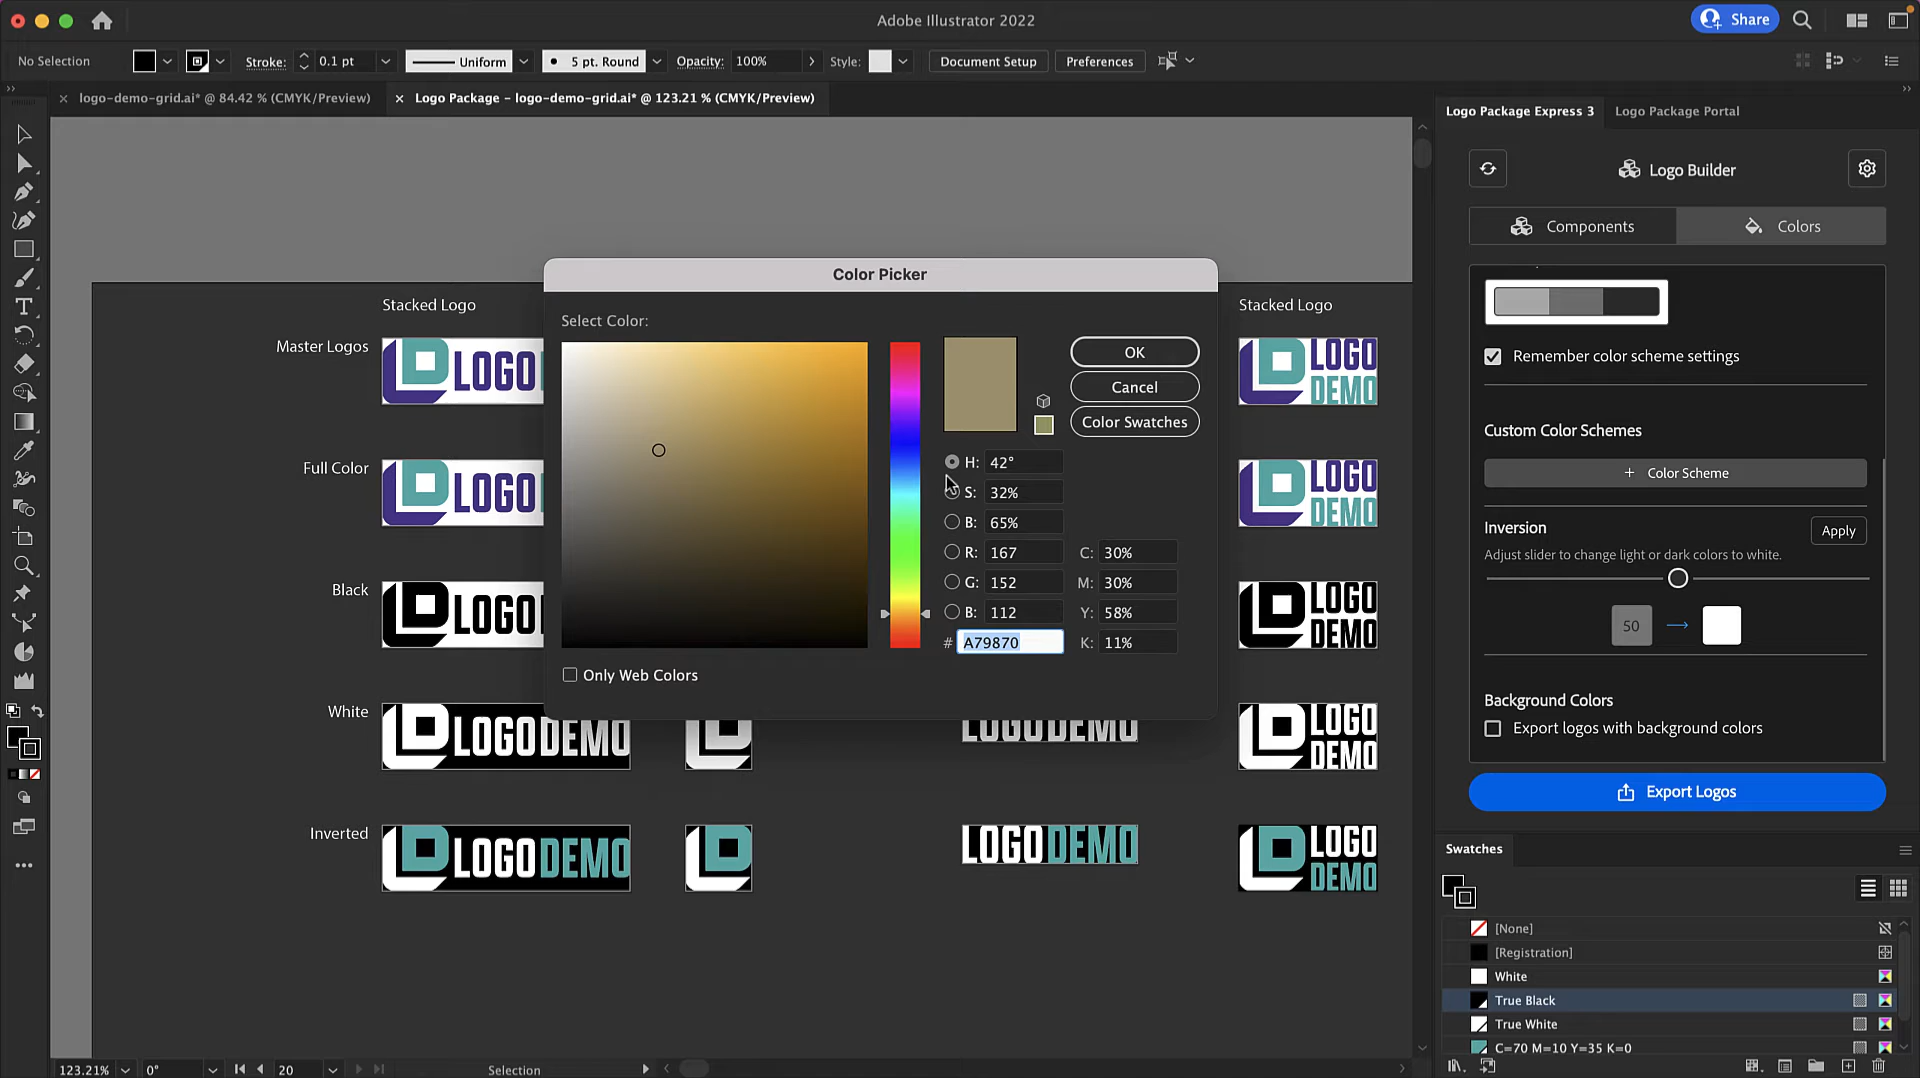 Adobe Illustrator 2022
Share
No Selection
Stroke:
0.1 pt
Uniform
5 pt. Round
Opacity:
100%
Style:
Document Setup
Preferences
logo-demo-grid.ai* @ 84.42 % (CMYK/Preview)
Logo Package – logo-demo-grid.ai* @ 123.21 % (CMYK/Preview)
Logo Package Express 3
Logo Package Portal
Logo Builder
Components
Colors
Remember color scheme settings
Custom Color Schemes
+ Color Scheme
Inversion
Apply
Adjust slider to change light or dark colors to white.
50
Background Colors
Export logos with background colors
Export Logos
Swatches
[None]
[Registration]
White
True Black
True White
C=70 M=10 Y=35 K=0
Stacked Logo
Stacked Logo
Master Logos
LOGO
LOGO
DEMO
Full Color
LOGO
LOGO
DEMO
Black
LOGO
LOGO
DEMO
White
LOGODEMO
LOGODEMO
LOGO
DEMO
Inverted
LOGODEMO
LOGODEMO
LOGO
DEMO
Color Picker
Select Color:
OK
Cancel
Color Swatches
H: 42°
S: 32%
B: 65%
R: 167
C: 30%
G: 152
M: 30%
B: 112
Y: 58%
# A79870
K: 11%
Only Web Colors
123.21%
0°
20
Selection